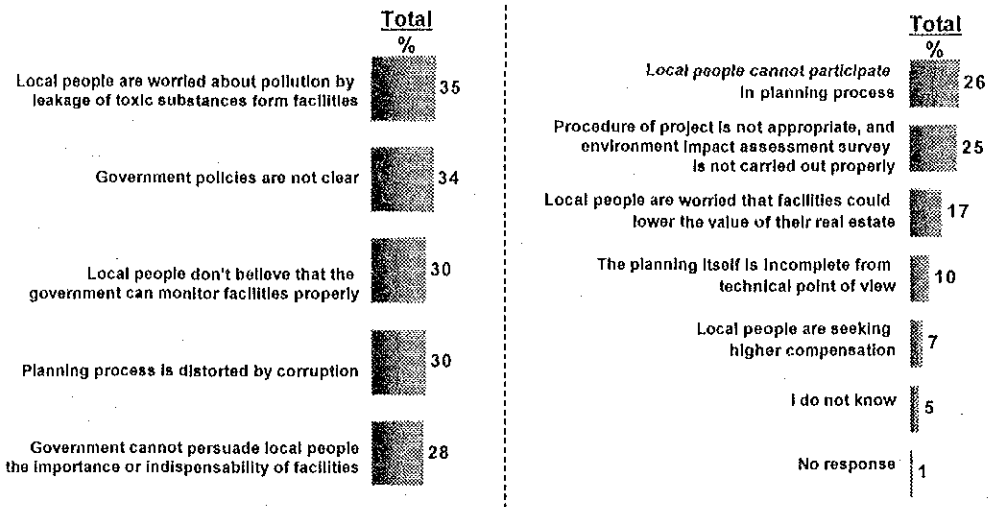 Total
%
Local people are worried about pollution by
leakage of toxic substances form facilities
35
Government policies are not clear
34
Local people don't believe that the
government can monitor facilities properly
30
Planning process is distorted by corruption
30
Government cannot persuade local people
the importance or indispensability of facilities
28
Total
%
Local people cannot participate
in planning process
26
Procedure of project is not appropriate, and
environment impact assessment survey
is not carried out properly
25
Local people are worried that facilities could
lower the value of their real estate
17
The planning itself is incomplete from
technical point of view
10
Local people are seeking
higher compensation
7
I do not know
5
No response
1